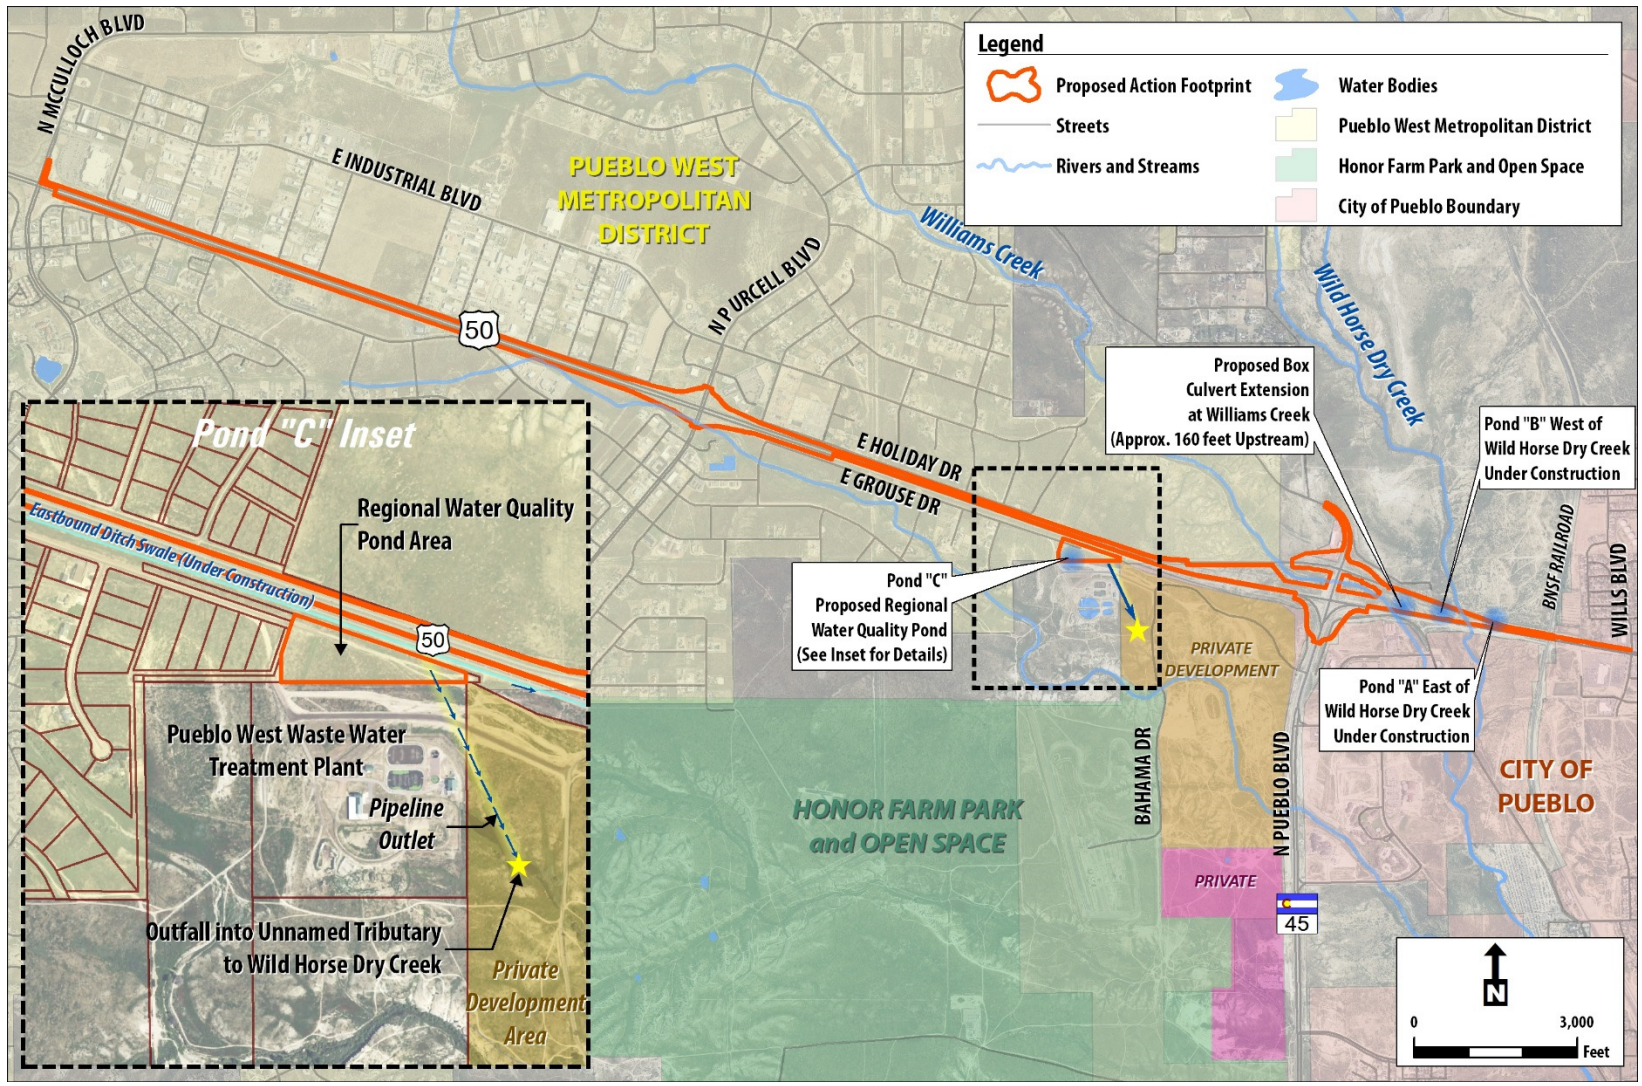 N MCCULLOCH BLVD
E INDUSTRIAL BLVD
PUEBLO WEST
METROPOLITAN
DISTRICT
N PURCELL BLVD
50
Williams Creek
Wild Horse Dry Creek
Legend
Proposed Action Footprint
Streets
Rivers and Streams
Water Bodies
Pueblo West Metropolitan District
Honor Farm Park and Open Space
City of Pueblo Boundary
Proposed Box
Culvert Extension
at Williams Creek
(Approx. 160 feet Upstream)
Pond "B" West of
Wild Horse Dry Creek
Under Construction
E HOLIDAY DR
E GROUSE DR
BNSF RAILROAD
WILLS BLVD
Pond "C"
Proposed Regional
Water Quality Pond
(See Inset for Details)
PRIVATE
DEVELOPMENT
Pond "A" East of
Wild Horse Dry Creek
Under Construction
BAHAMA DR
N PUEBLO BLVD
CITY OF
PUEBLO
HONOR FARM PARK
and OPEN SPACE
PRIVATE
45
N
0
3,000
Feet
Pond "C" Inset
Regional Water Quality
Pond Area
Eastbound Ditch Swale (Under Construction)
50
Pueblo West Waste Water
Treatment Plant
Pipeline
Outlet
Outfall into Unnamed Tributary
to Wild Horse Dry Creek
Private
Development
Area